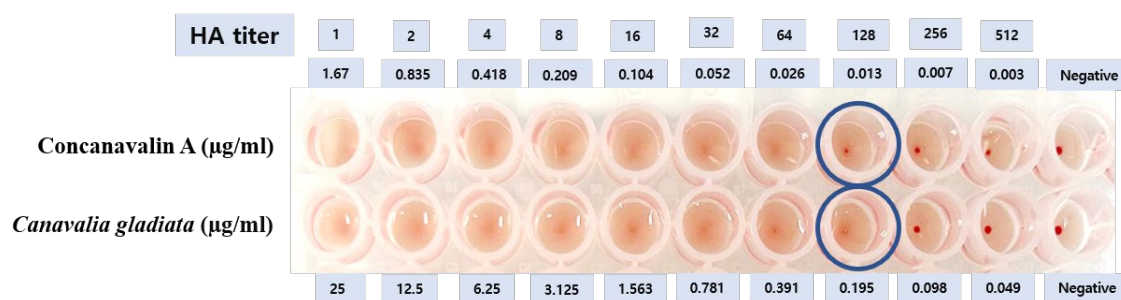 HA titer 1 2 4 8 16 32 64 128 256 512
1.67 0.835 0.418 0.209 0.104 0.052 0.026 0.013 0.007 0.003 Negative
Concanavalin A (µg/ml)
Canavalia gladiata (µg/ml)
25 12.5 6.25 3.125 1.563 0.781 0.391 0.195 0.098 0.049 Negative